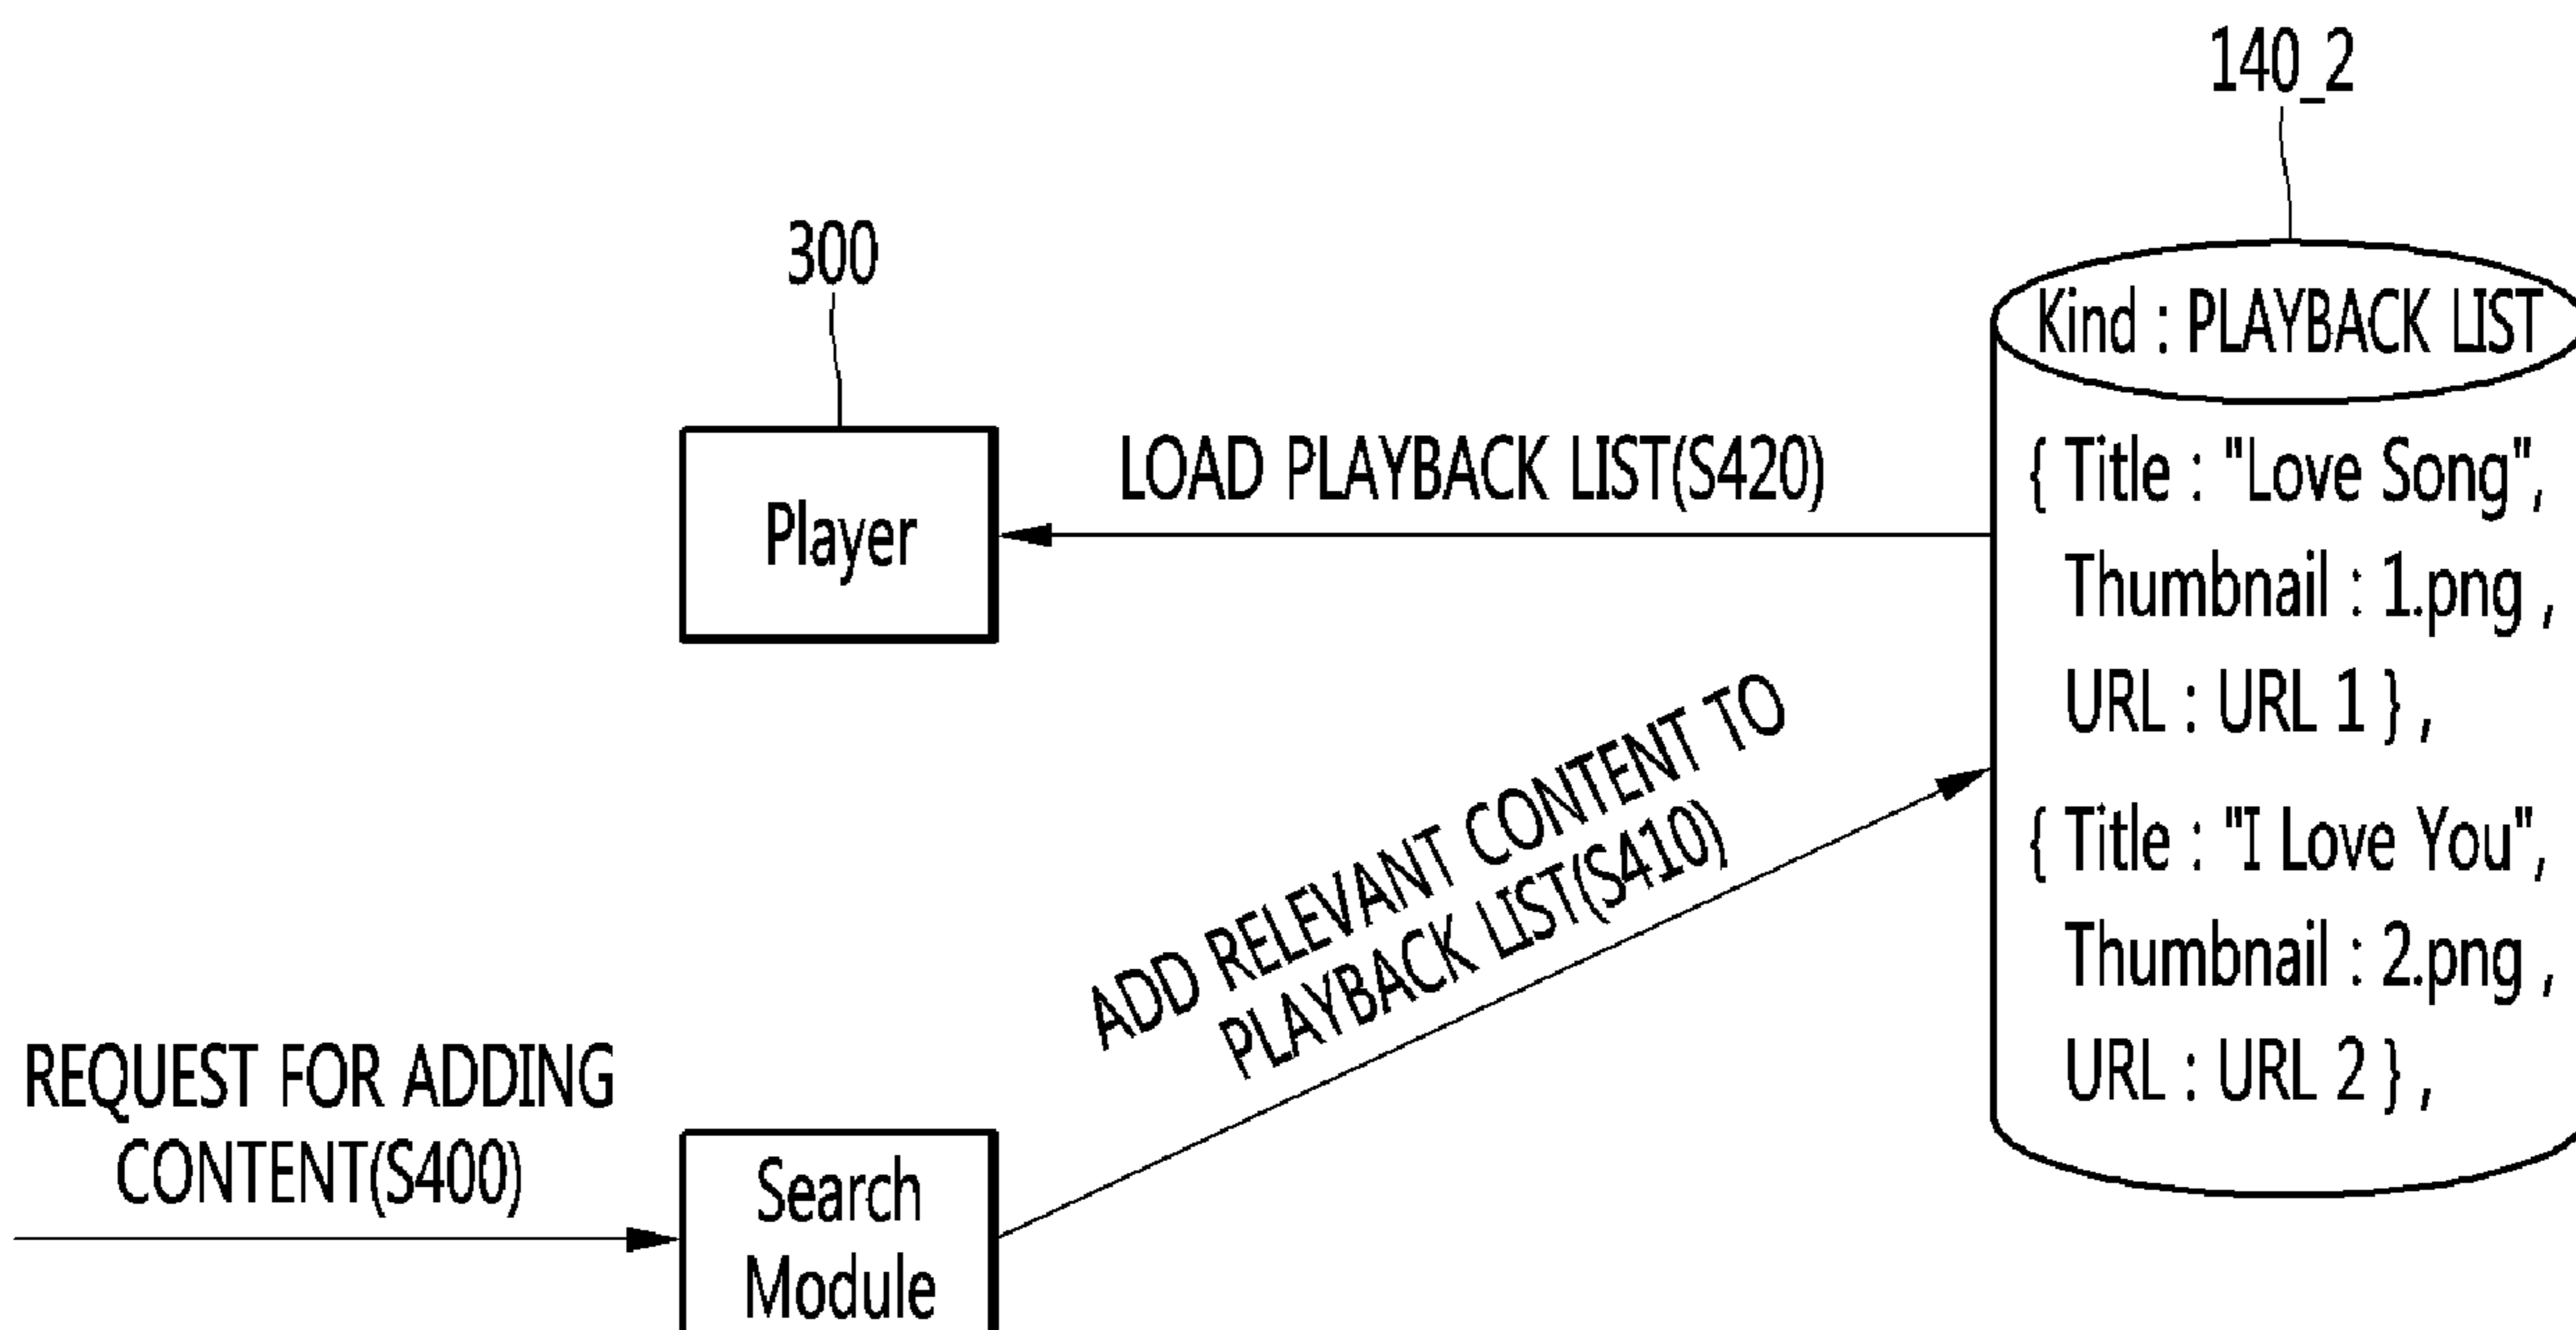 140_2
300
Kind : PLAYBACK LIST
LOAD PLAYBACK LIST(S420)
Player
{ Title : "Love Song",
Thumbnail : 1.png ,
URL : URL 1 } ,
{ Title : "I Love You",
Thumbnail : 2.png ,
URL : URL 2 } ,
ADD RELEVANT CONTENT TO
PLAYBACK LIST(S410)
REQUEST FOR ADDING
CONTENT(S400)
Search
Module